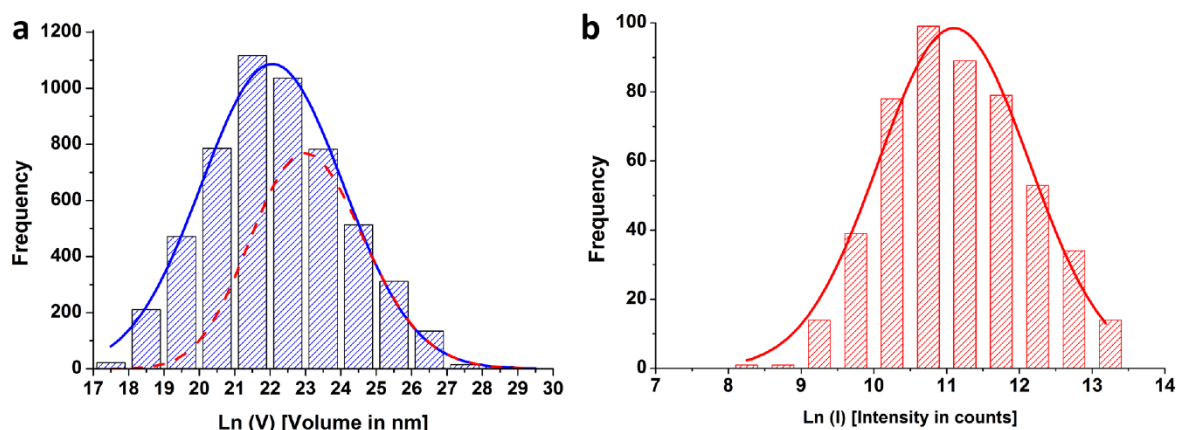 a
1200
1000
800
600
400
200
0
Frequency
17 18 19 20 21 22 23 24 25 26 27 28 29 30
Ln (V) [Volume in nm]
b
100
80
60
40
20
0
Frequency
7 8 9 10 11 12 13 14
Ln (I) [Intensity in counts]